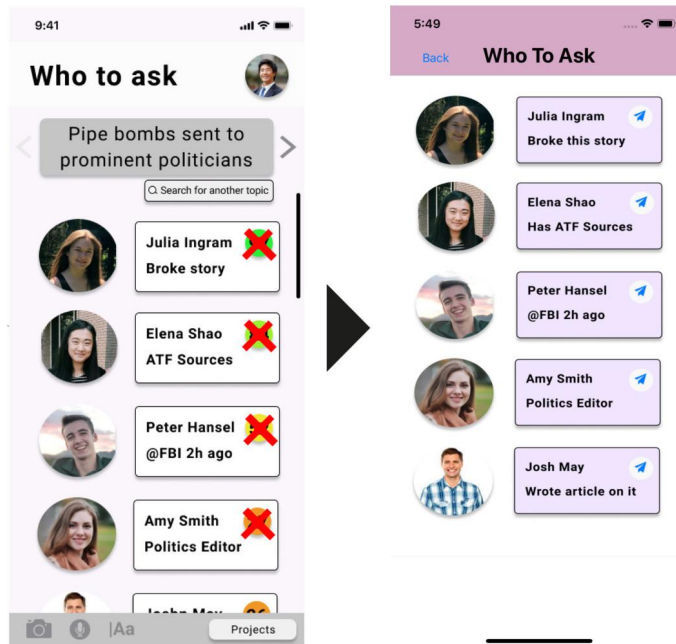 9:41
Who to ask
Pipe bombs sent to
prominent politicians
Search for another topic
Julia Ingram
Broke story
Elena Shao
ATF Sources
Peter Hansel
@FBI 2h ago
Amy Smith
Politics Editor
|Aa
Projects
5:49
Back
Who To Ask
Julia Ingram
Broke this story
Elena Shao
Has ATF Sources
Peter Hansel
@FBI 2h ago
Amy Smith
Politics Editor
Josh May
Wrote article on it